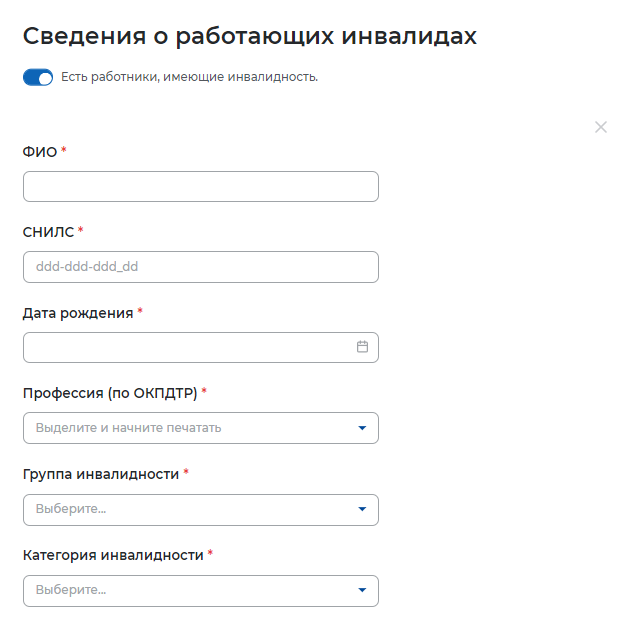 Сведения о работающих инвалидах
Есть работники, имеющие инвалидность.
ФИО *
СНИЛС *
ddd-ddd-ddd_dd
Дата рождения *
Профессия (по ОКПДТР) *
Выделите и начните печатать
Группа инвалидности *
Выберите...
Категория инвалидности *
Выберите...